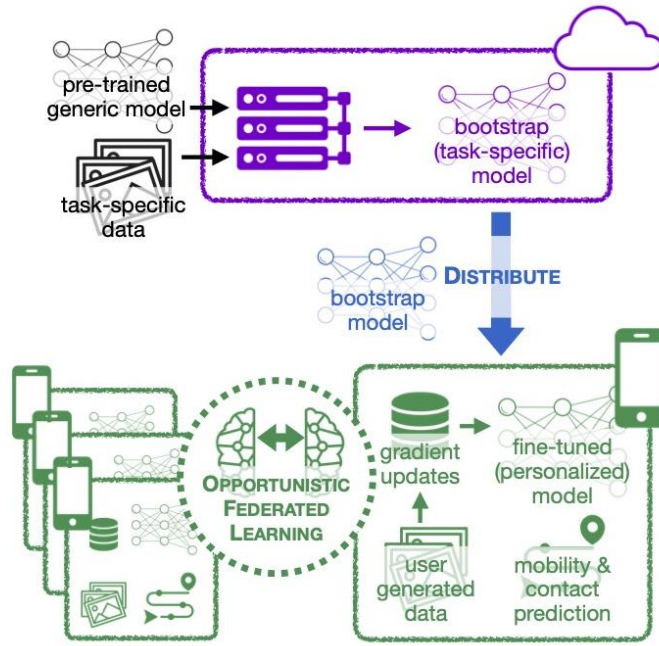 pre-trained
generic model
task-specific
data
bootstrap
(task-specific)
model
DISTRIBUTE
bootstrap
model
OPPORTUNISTIC
FEDERATED
LEARNING
gradient
updates
fine-tuned
(personalized)
model
user
generated
data
mobility &
contact
prediction